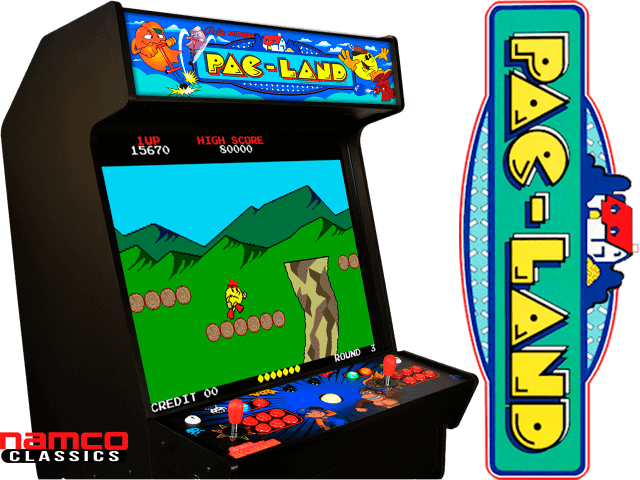 PAC-LAND
1UP HIGH SCORE
15670 80000
ROUND 3
CREDIT 00
namco
CLASSICS
PAC-LAND